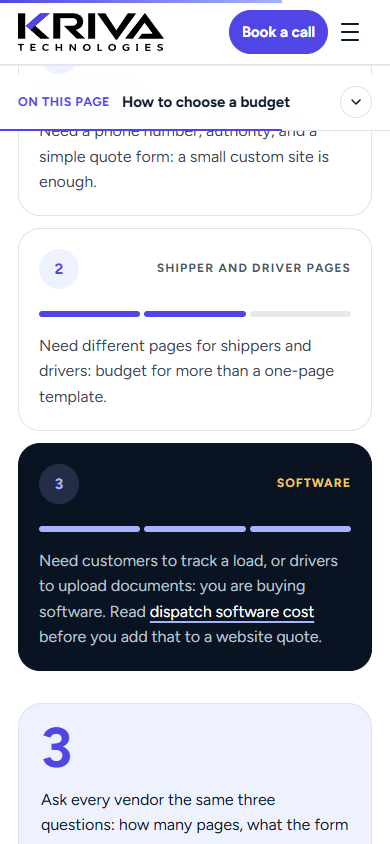 KRIVA
TECHNOLOGIES
Book a call
ON THIS PAGE How to choose a budget
Need a phone number, authority, and a
simple quote form: a small custom site is
enough.
2
SHIPPER AND DRIVER PAGES
Need different pages for shippers and
drivers: budget for more than a one-page
template.
3
SOFTWARE
Need customers to track a load, or drivers
to upload documents: you are buying
software. Read dispatch software cost
before you add that to a website quote.
3
Ask every vendor the same three
questions: how many pages, what the form